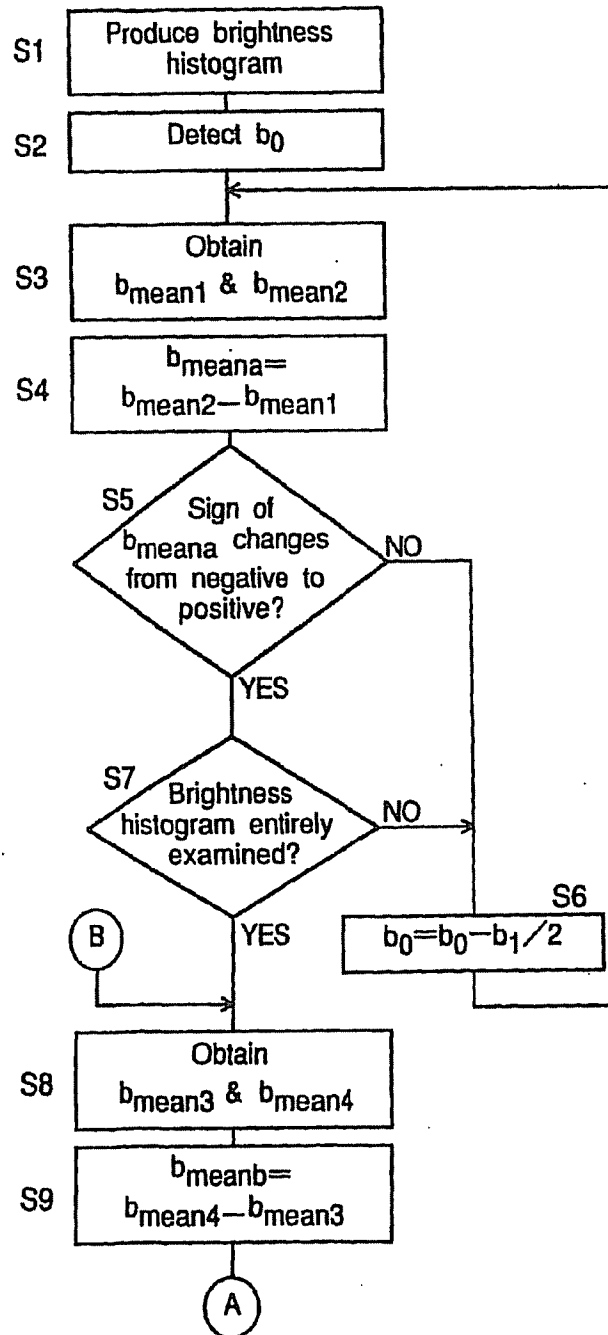 S1
Produce brightness
histogram
S2
Detect b0
S3
Obtain
bmean1 & bmean2
S4
bmeana=
bmean2−bmean1
S5
Sign of
bmeana changes
from negative to
positive?
NO
YES
S7
Brightness
histogram entirely
examined?
NO
YES
S6
b0=b0−b1/2
B
S8
Obtain
bmean3 & bmean4
S9
bmeanb=
bmean4−bmean3
A